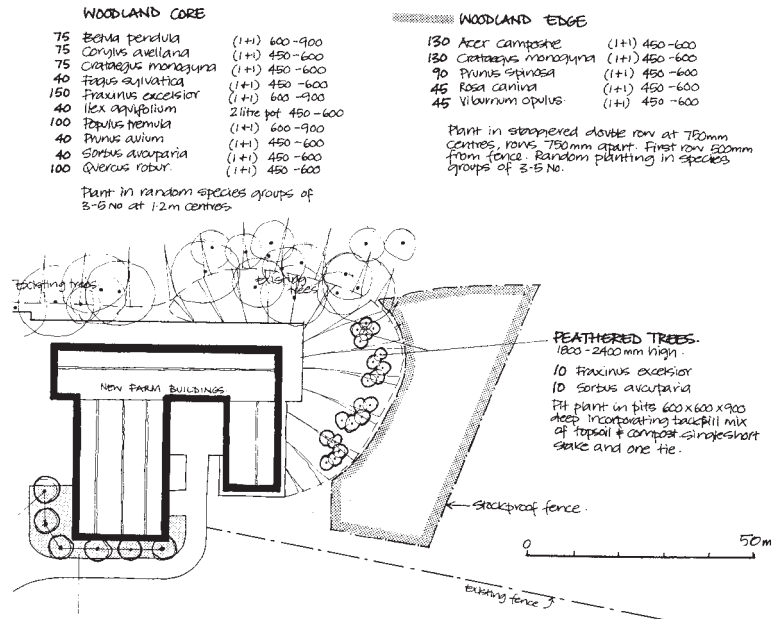 WOODLAND CORE
75 Betula pendula (1+1) 600-900
75 Corylus avellana (1+1) 450-600
75 Crataegus monogyna (1+1) 450-600
40 Fagus sylvatica (1+1) 450-600
150 Fraxinus excelsior (1+1) 600-900
40 Ilex aquifolium 2 litre pot 450-600
100 Populus tremula (1+1) 600-900
40 Prunus avium (1+1) 450-600
40 Sorbus aucuparia (1+1) 450-600
100 Quercus robur. (1+1) 450-600
Plant in random species groups of
3-5 No at 1.2m centres
WOODLAND EDGE
130 Acer campestre (1+1) 450-600
130 Crataegus monogyna (1+1) 450-600
90 Prunus spinosa (1+1) 450-600
45 Rosa canina (1+1) 450-600
45 Viburnum opulus. (1+1) 450-600
Plant in staggered double row at 750mm
centres, rows 750mm apart. First row 500mm
from fence. Random planting in species
groups of 3-5 No.
Existing trees
Existing
trees
NEW FARM BUILDINGS.
FEATHERED TREES.
1800-2400mm high.
10 Fraxinus excelsior
10 Sorbus aucuparia
Pit plant in pits 600x600x900
deep incorporating backfill mix
of topsoil & compost. single short
stake and one tie.
Stockproof fence.
0 50m
Existing fence